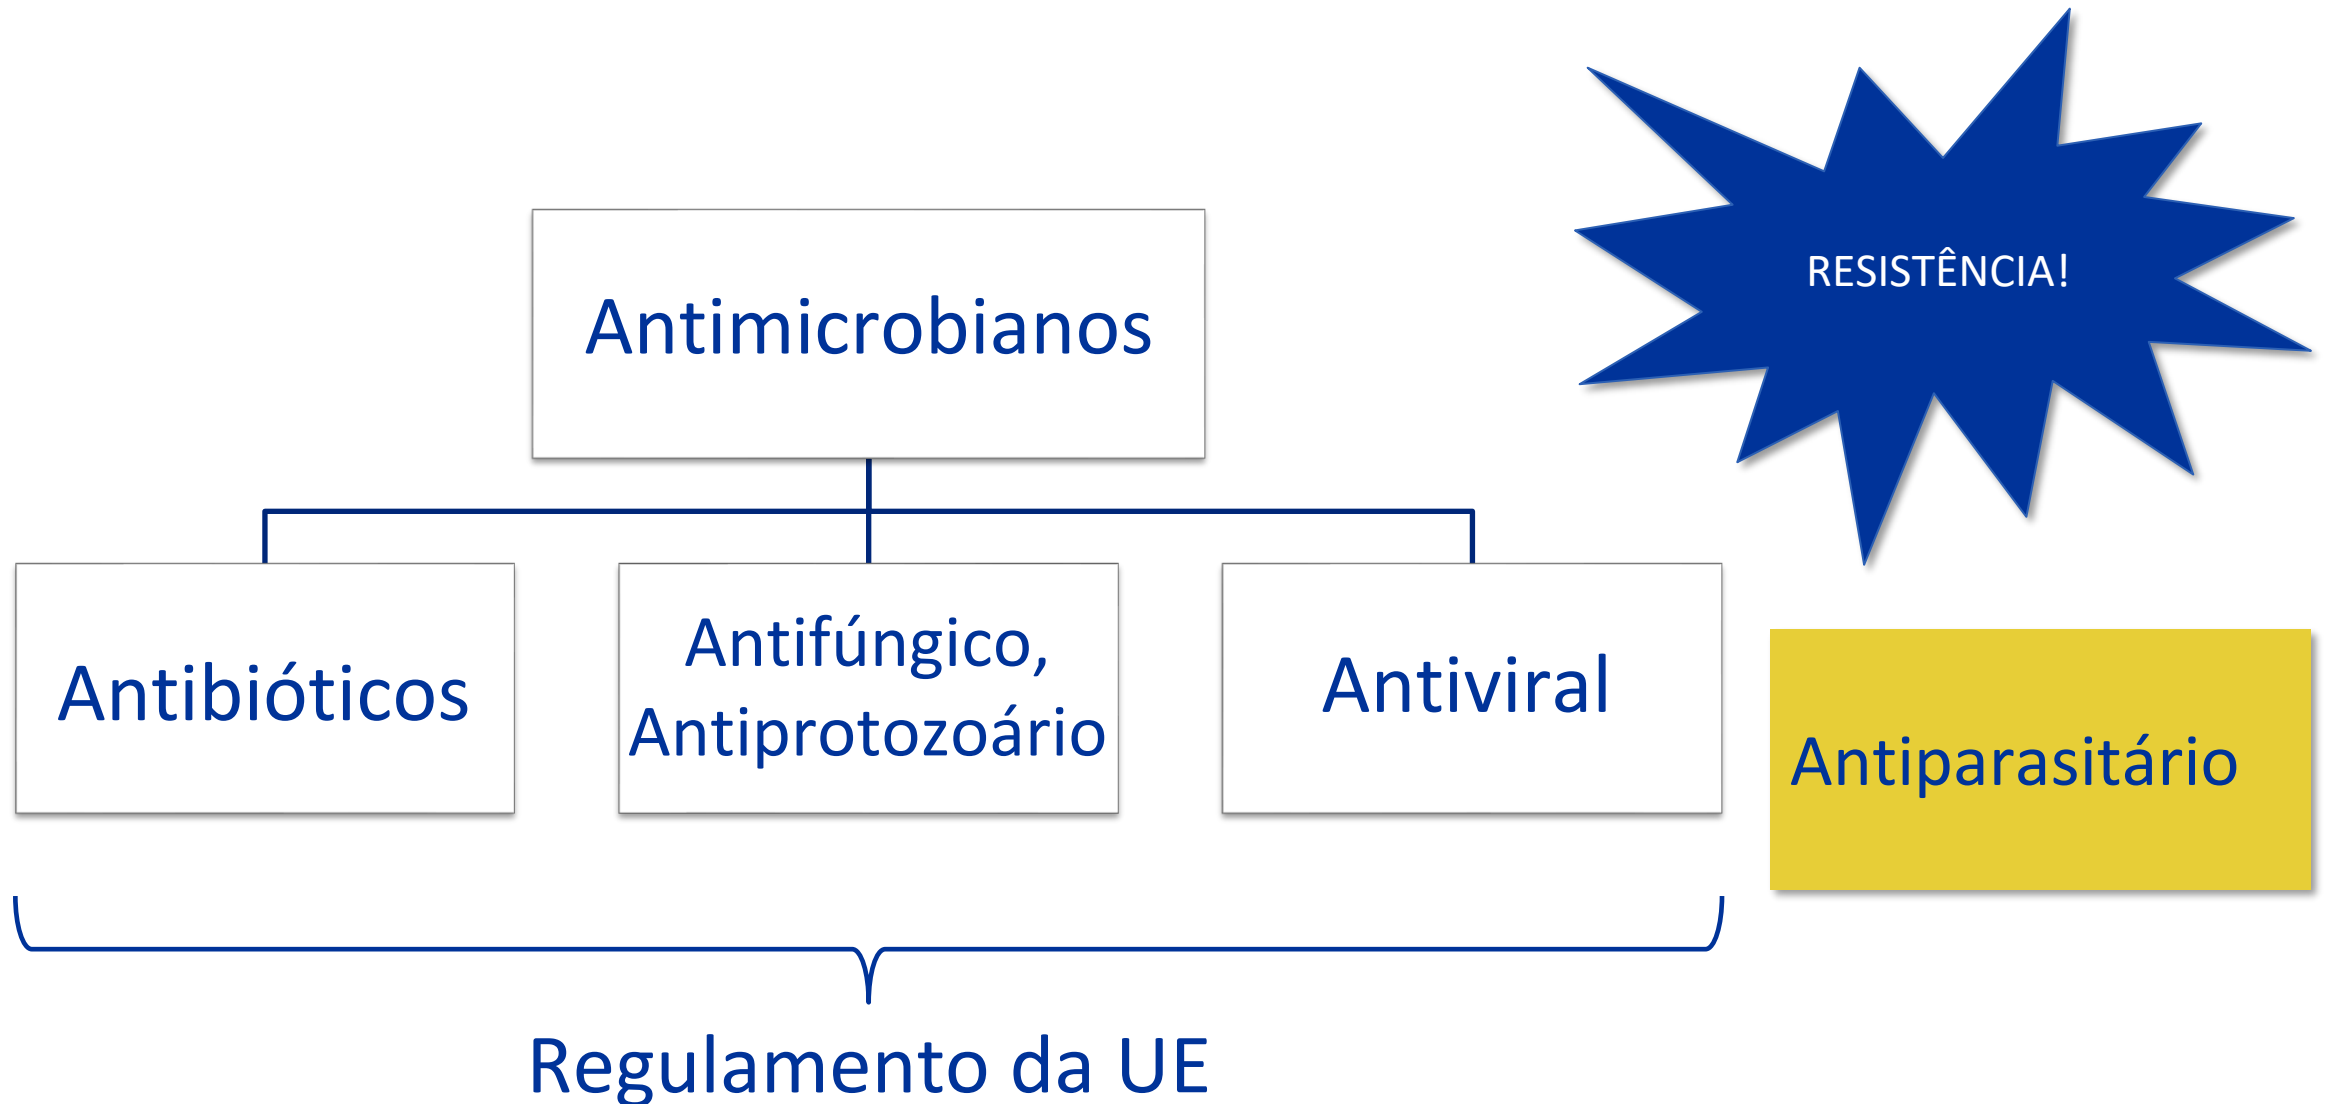 RESISTÊNCIA!
Antimicrobianos
Antibióticos
Antifúngico,
Antiprotozoário
Antiviral
Antiparasitário
Regulamento da UE